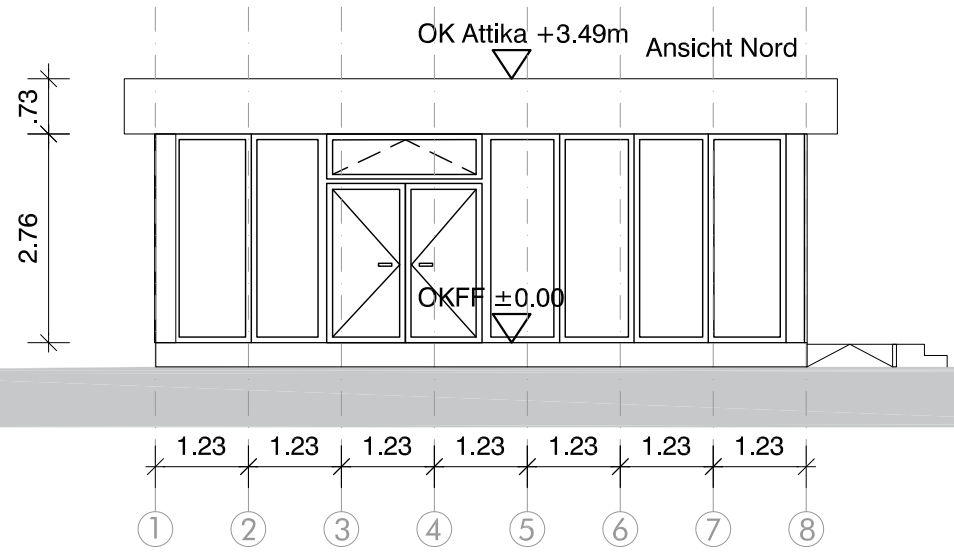 OK Attika +3.49m
Ansicht Nord
.73
2.76
OKFF ±0.00
1.23 1.23 1.23 1.23 1.23 1.23 1.23
1 2 3 4 5 6 7 8